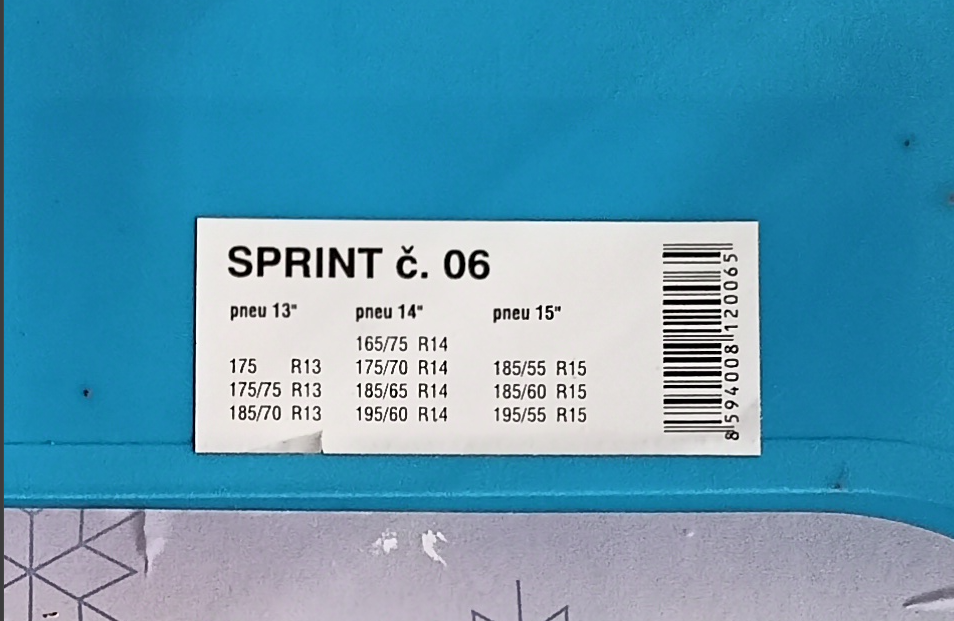 SPRINT č. 06
pneu 13" pneu 14" pneu 15"
165/75 R14
175 R13 175/70 R14 185/55 R15
175/75 R13 185/65 R14 185/60 R15
185/70 R13 195/60 R14 195/55 R15
8594008120065